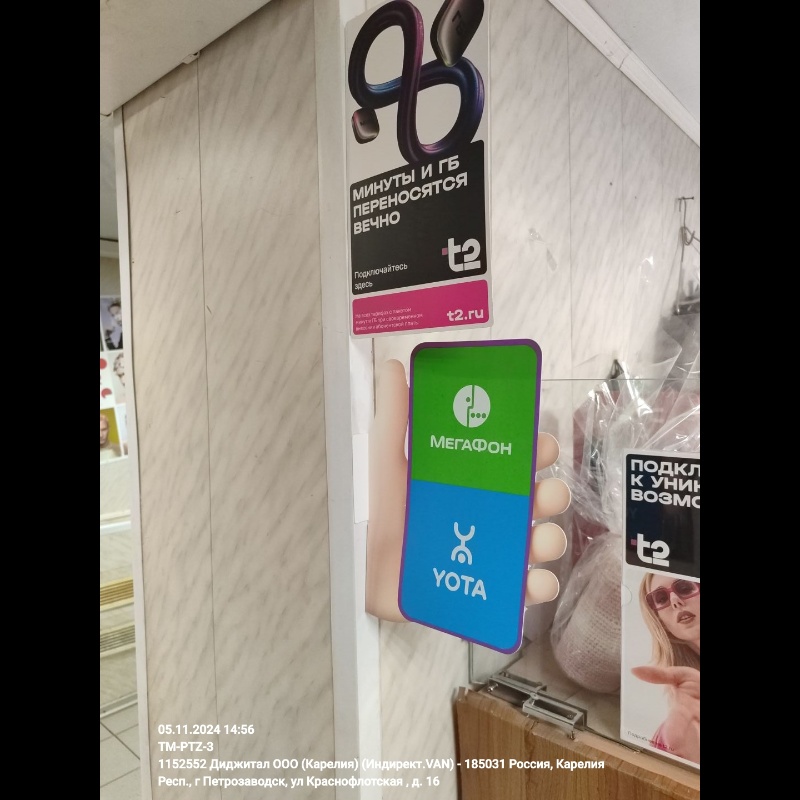 МИНУТЫ И ГБ
ПЕРЕНОСЯТСЯ
ВЕЧНО
t2
Подключайтесь
здесь
t2.ru
МЕГАФОН
YOTA
ПОДКЛ
К УНИК
ВОЗМО
t2
05.11.2024 14:56
TM-PTZ-3
1152552 Диджитал ООО (Карелия) (Индирект.VAN) - 185031 Россия, Карелия
Респ., г Петрозаводск, ул Краснофлотская , д. 16